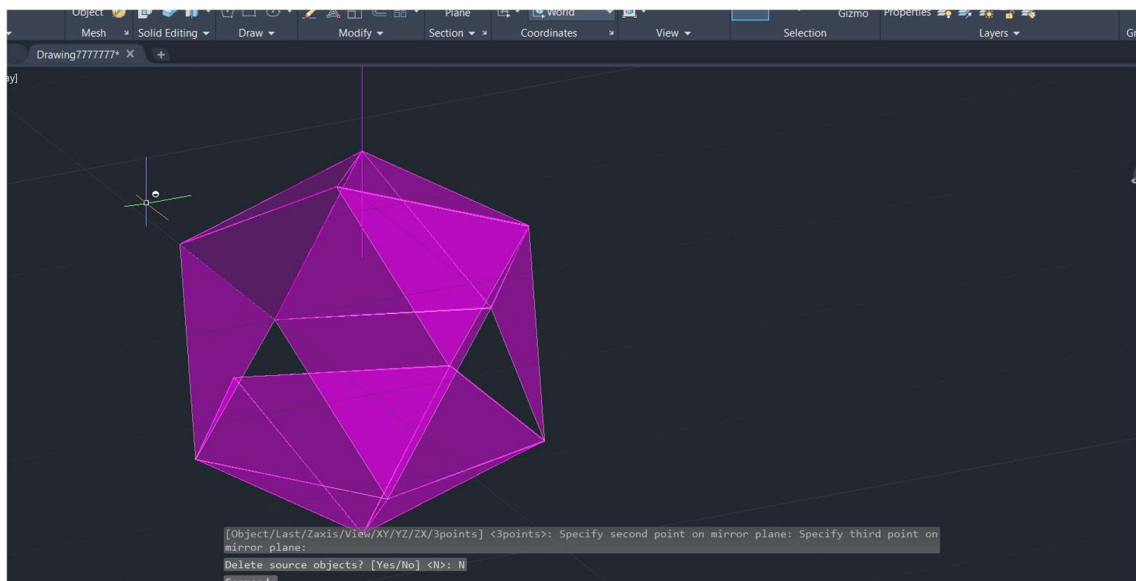 Object
Plane
World
Gizmo
Properties
Mesh Solid Editing Draw Modify Section Coordinates View Selection Layers
Drawing7777777*
ay]
[Object/Last/Zaxis/View/XY/YZ/ZX/3points] <3points>: Specify second point on mirror plane: Specify third point on
mirror plane:
Delete source objects? [Yes/No] <N>: N